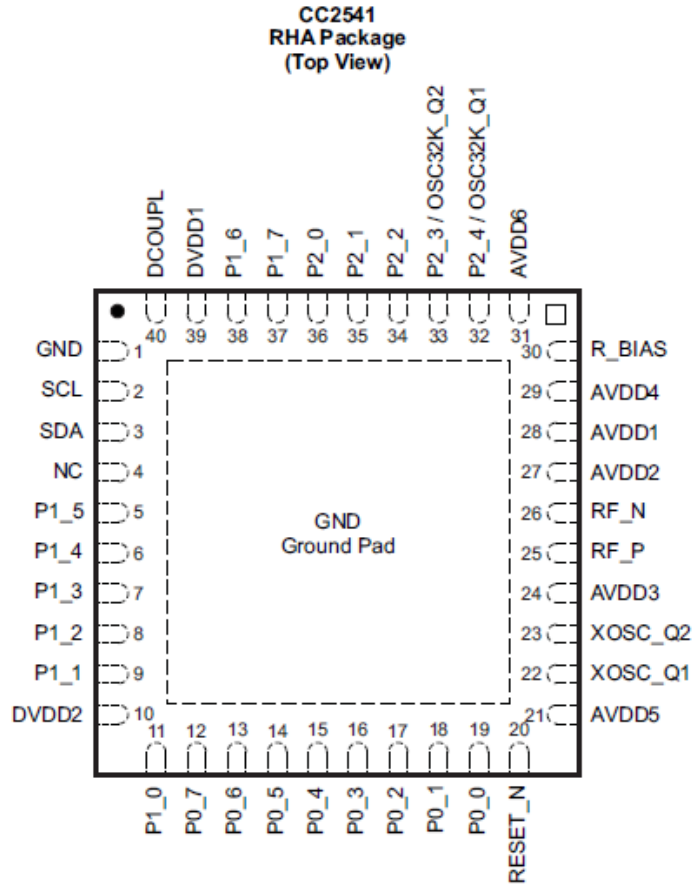 CC2541
RHA Package
(Top View)
DCOUPL
DVDD1
P1_6
P1_7
P2_0
P2_1
P2_2
P2_3 / OSC32K_Q2
P2_4 / OSC32K_Q1
AVDD6
40 39 38 37 36 35 34 33 32 31
GND 1 30 R_BIAS
SCL 2 29 AVDD4
SDA 3 28 AVDD1
NC 4 27 AVDD2
P1_5 5 26 RF_N
P1_4 6 25 RF_P
P1_3 7 24 AVDD3
P1_2 8 23 XOSC_Q2
P1_1 9 22 XOSC_Q1
DVDD2 10 21 AVDD5
GND
Ground Pad
11 12 13 14 15 16 17 18 19 20
P1_0
P0_7
P0_6
P0_5
P0_4
P0_3
P0_2
P0_1
P0_0
RESET_N